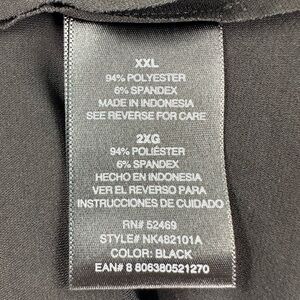 XXL
94% POLYESTER
6% SPANDEX
MADE IN INDONESIA
SEE REVERSE FOR CARE
2XG
94% POLIÉSTER
6% SPANDEX
HECHO EN INDONESIA
VER EL REVERSO PARA
INSTRUCCIONES DE CUIDADO
RN# 52469
STYLE# NK482101A
COLOR: BLACK
EAN# 8 806380521270